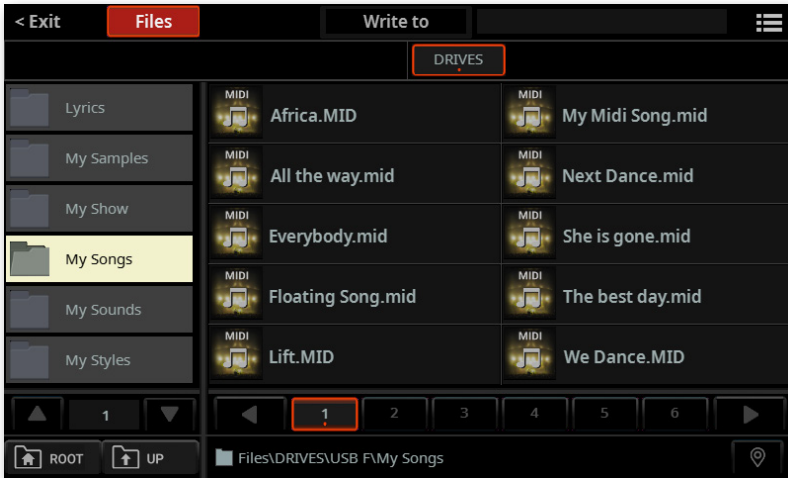 < Exit Files Write to
DRIVES
Lyrics
My Samples
My Show
My Songs
My Sounds
My Styles
MIDI Africa.MID
MIDI All the way.mid
MIDI Everybody.mid
MIDI Floating Song.mid
MIDI Lift.MID
MIDI My Midi Song.mid
MIDI Next Dance.mid
MIDI She is gone.mid
MIDI The best day.mid
MIDI We Dance.MID
1
1 2 3 4 5 6
ROOT UP
Files\DRIVES\USB F\My Songs